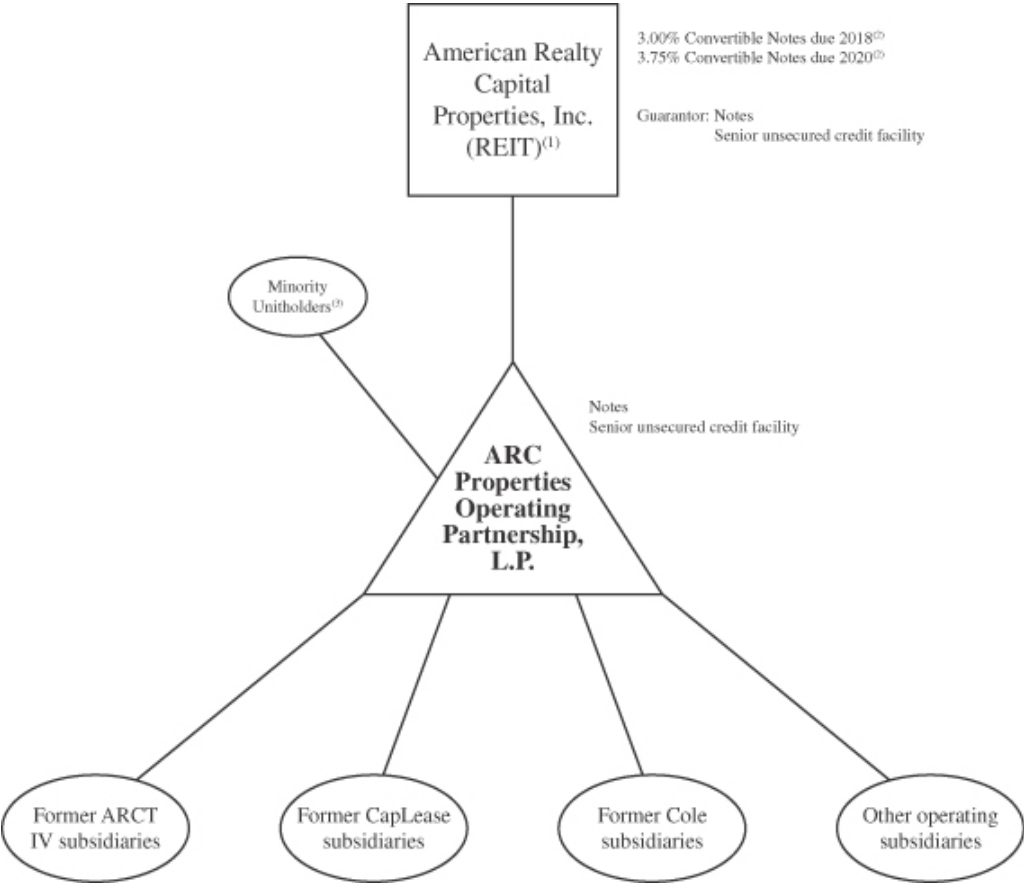 American Realty
Capital
Properties, Inc.
(REIT)(1)
3.00% Convertible Notes due 2018(2)
3.75% Convertible Notes due 2020(2)
Guarantor: Notes
Senior unsecured credit facility
Minority
Unitholders(3)
Notes
Senior unsecured credit facility
ARC
Properties
Operating
Partnership,
L.P.
Former ARCT
IV subsidiaries
Former CapLease
subsidiaries
Former Cole
subsidiaries
Other operating
subsidiaries